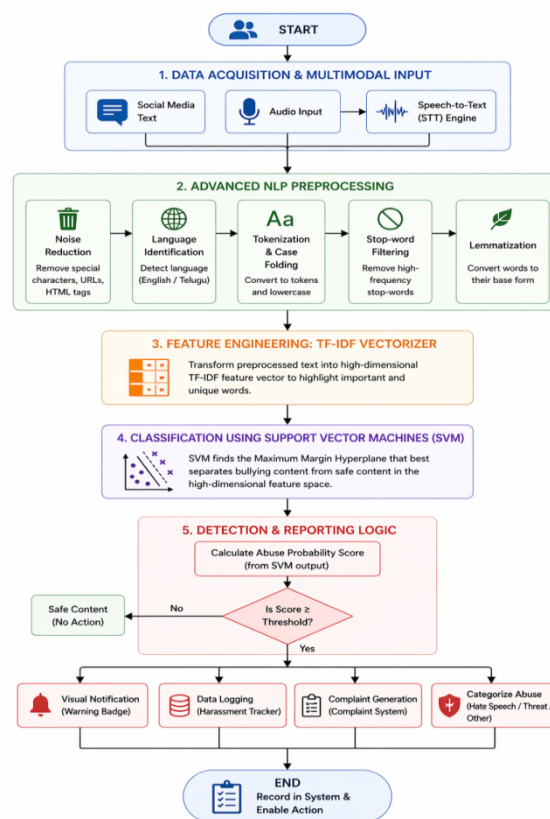 START
1. DATA ACQUISITION & MULTIMODAL INPUT
Social Media
Text
Audio Input
Speech-to-Text
(STT) Engine
2. ADVANCED NLP PREPROCESSING
Noise
Reduction
Remove special
characters, URLs,
HTML tags
Language
Identification
Detect language
(English / Telugu)
Aa
Tokenization
& Case
Folding
Convert to tokens
and lowercase
Stop-word
Filtering
Remove high-
frequency
stop-words
Lemmatization
Convert words to
their base form
3. FEATURE ENGINEERING: TF-IDF VECTORIZER
Transform preprocessed text into high-dimensional
TF-IDF feature vector to highlight important and
unique words.
4. CLASSIFICATION USING SUPPORT VECTOR MACHINES (SVM)
SVM finds the Maximum Margin Hyperplane that best
separates bullying content from safe content in the
high-dimensional feature space.
5. DETECTION & REPORTING LOGIC
Calculate Abuse Probability Score
(from SVM output)
Is Score ≥
Threshold?
No
Safe Content
(No Action)
Yes
Visual Notification
(Warning Badge)
Data Logging
(Harassment Tracker)
Complaint Generation
(Complaint System)
Categorize Abuse
(Hate Speech / Threat /
Other)
END
Record in System &
Enable Action